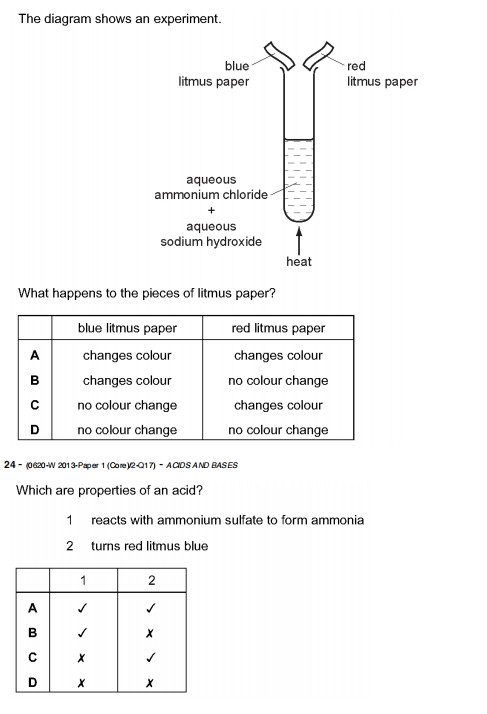 The diagram shows an experiment.
blue
litmus paper
red
litmus paper
aqueous
ammonium chloride
+
aqueous
sodium hydroxide
heat
What happens to the pieces of litmus paper?
blue litmus paper red litmus paper
A changes colour changes colour
B changes colour no colour change
C no colour change changes colour
D no colour change no colour change
24 - (0620-W 2013-Paper 1 (Core)/2-Q17) - ACIDS AND BASES
Which are properties of an acid?
1 reacts with ammonium sulfate to form ammonia
2 turns red litmus blue
1 2
A ✓ ✓
B ✓ ✗
C ✗ ✓
D ✗ ✗